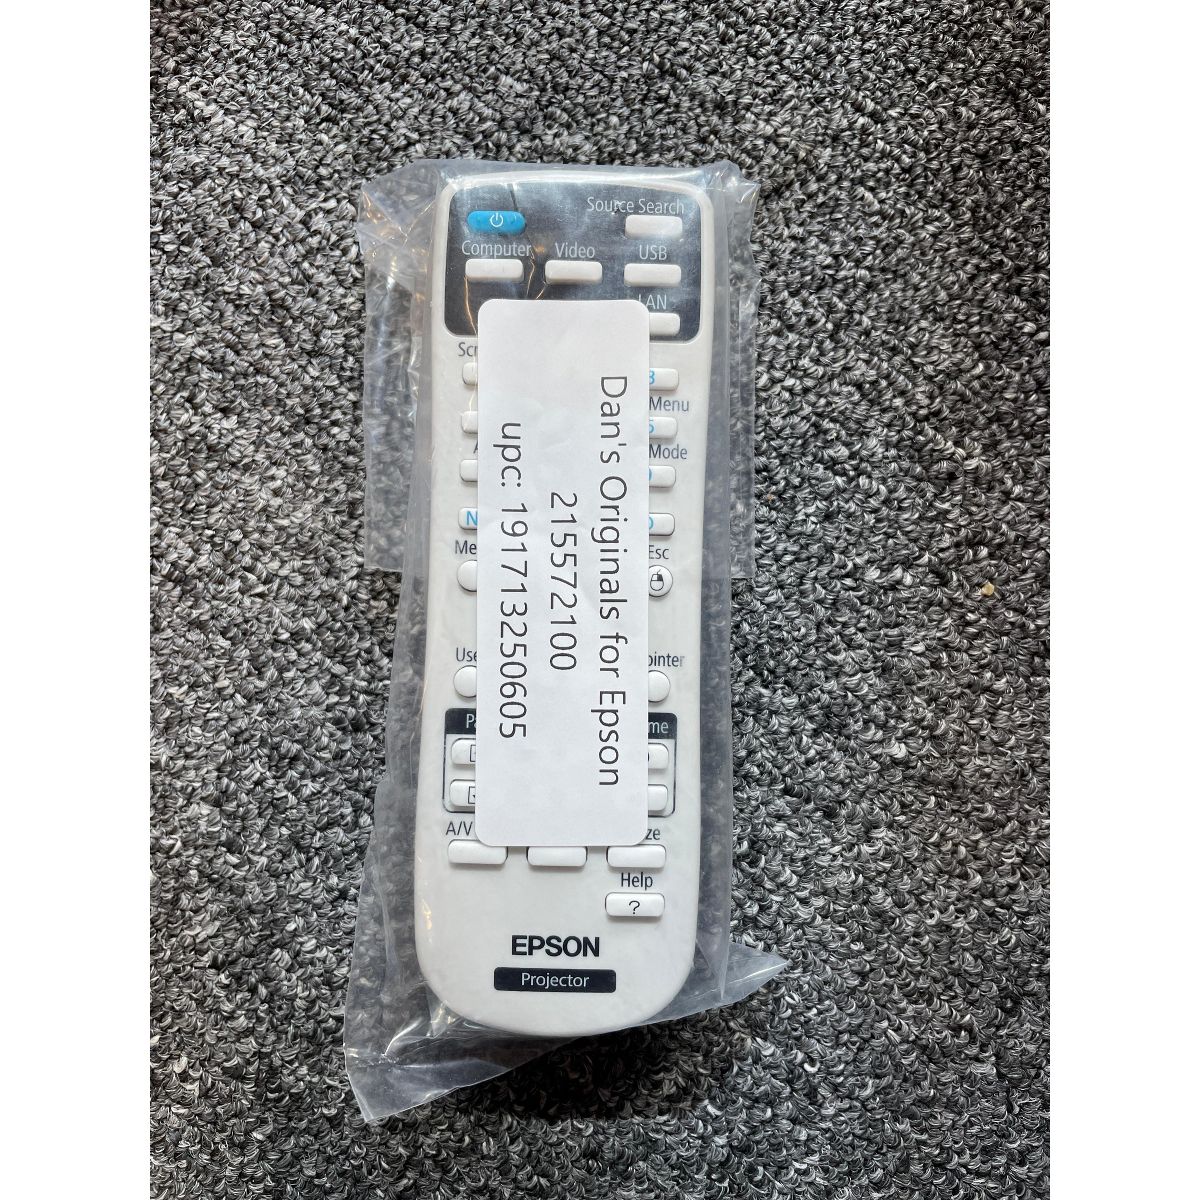 Source Search
Computer Video USB
LAN
Menu
Mode
Esc
Dan's Originals for Epson
215572100
upc: 191713250605
A/V
Help
?
EPSON
Projector